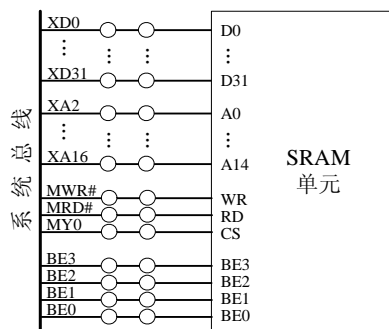 系统总线
XD0 D0
⋮ ⋮ ⋮ ⋮
XD31 D31
XA2 A0
⋮ ⋮ ⋮ ⋮
XA16 A14
MWR# WR
MRD# RD
MY0 CS
BE3 BE3
BE2 BE2
BE1 BE1
BE0 BE0
SRAM
单元